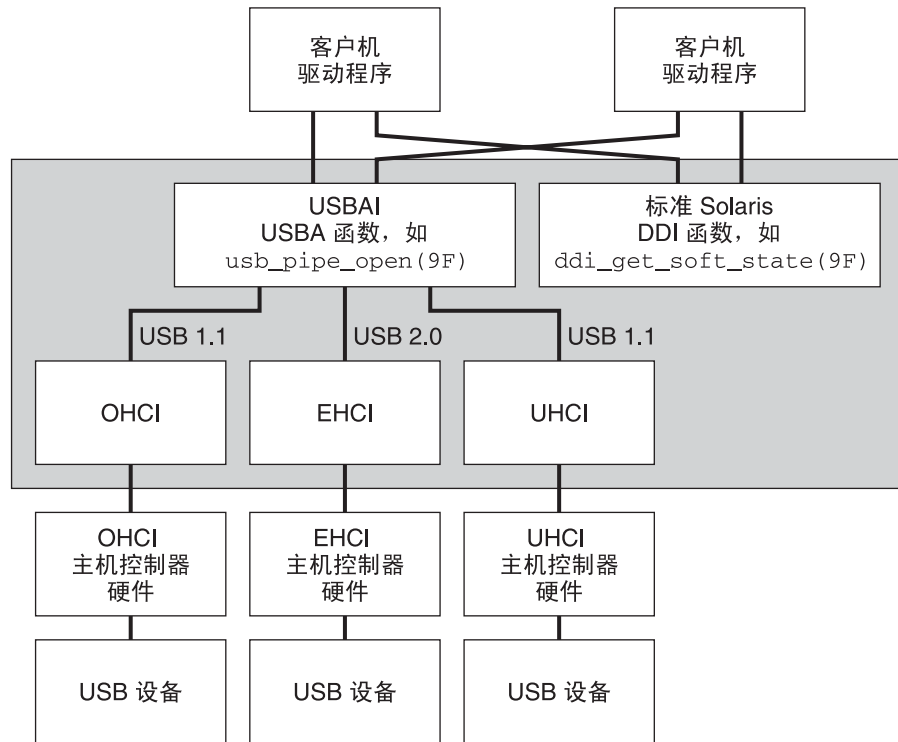 客户机
驱动程序
客户机
驱动程序
USBAI
USBA 函数，如
usb_pipe_open(9F)
标准 Solaris
DDI 函数，如
ddi_get_soft_state(9F)
USB 1.1
USB 2.0
USB 1.1
OHCI
EHCI
UHCI
OHCI
主机控制器
硬件
EHCI
主机控制器
硬件
UHCI
主机控制器
硬件
USB 设备
USB 设备
USB 设备